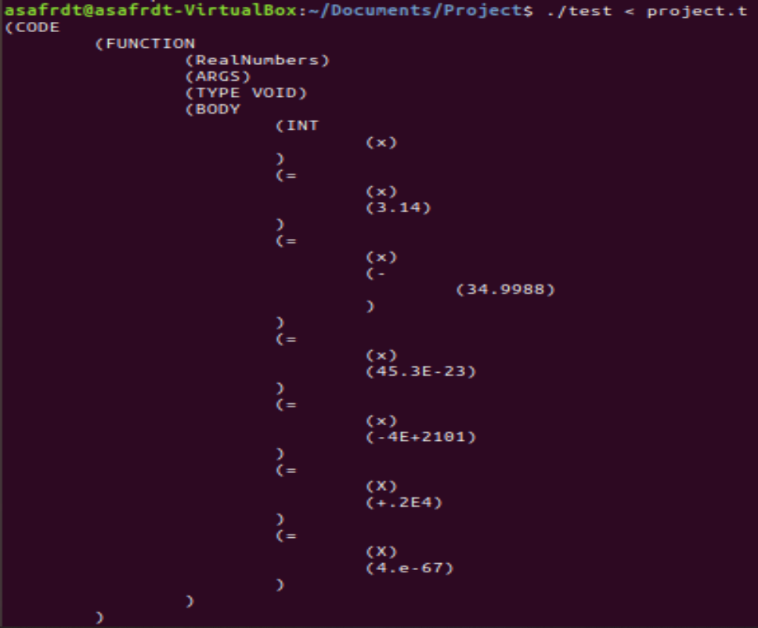 asafrdt@asafrdt-VirtualBox:~/Documents/Project$ ./test < project.t
(CODE
(FUNCTION
(RealNumbers)
(ARGS)
(TYPE VOID)
(BODY
(INT
(x)
)
(=
(x)
(3.14)
)
(=
(x)
(-
(34.9988)
)
)
(=
(x)
(45.3E-23)
)
(=
(x)
(-4E+2101)
)
(=
(X)
(+.2E4)
)
(=
(X)
(4.e-67)
)
)
)